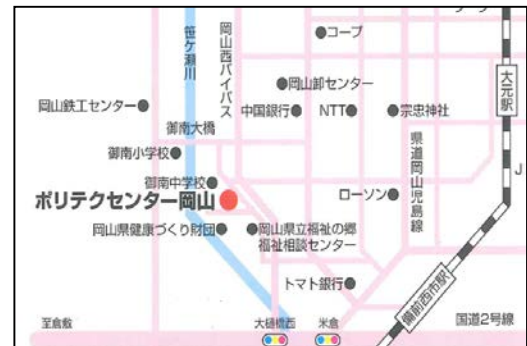 コープ
笹ケ瀬川
岡山西バイパス
大元駅
岡山卸センター
岡山鉄工センター
中国銀行
NTT
宗忠神社
御南大橋
御南小学校
県道岡山児島線
J
御南中学校
ポリテクセンター岡山
ローソン
岡山県健康づくり財団
岡山県立福祉の郷
福祉相談センター
トマト銀行
備前西市駅
至倉敷
大樋橋西
米倉
国道2号線